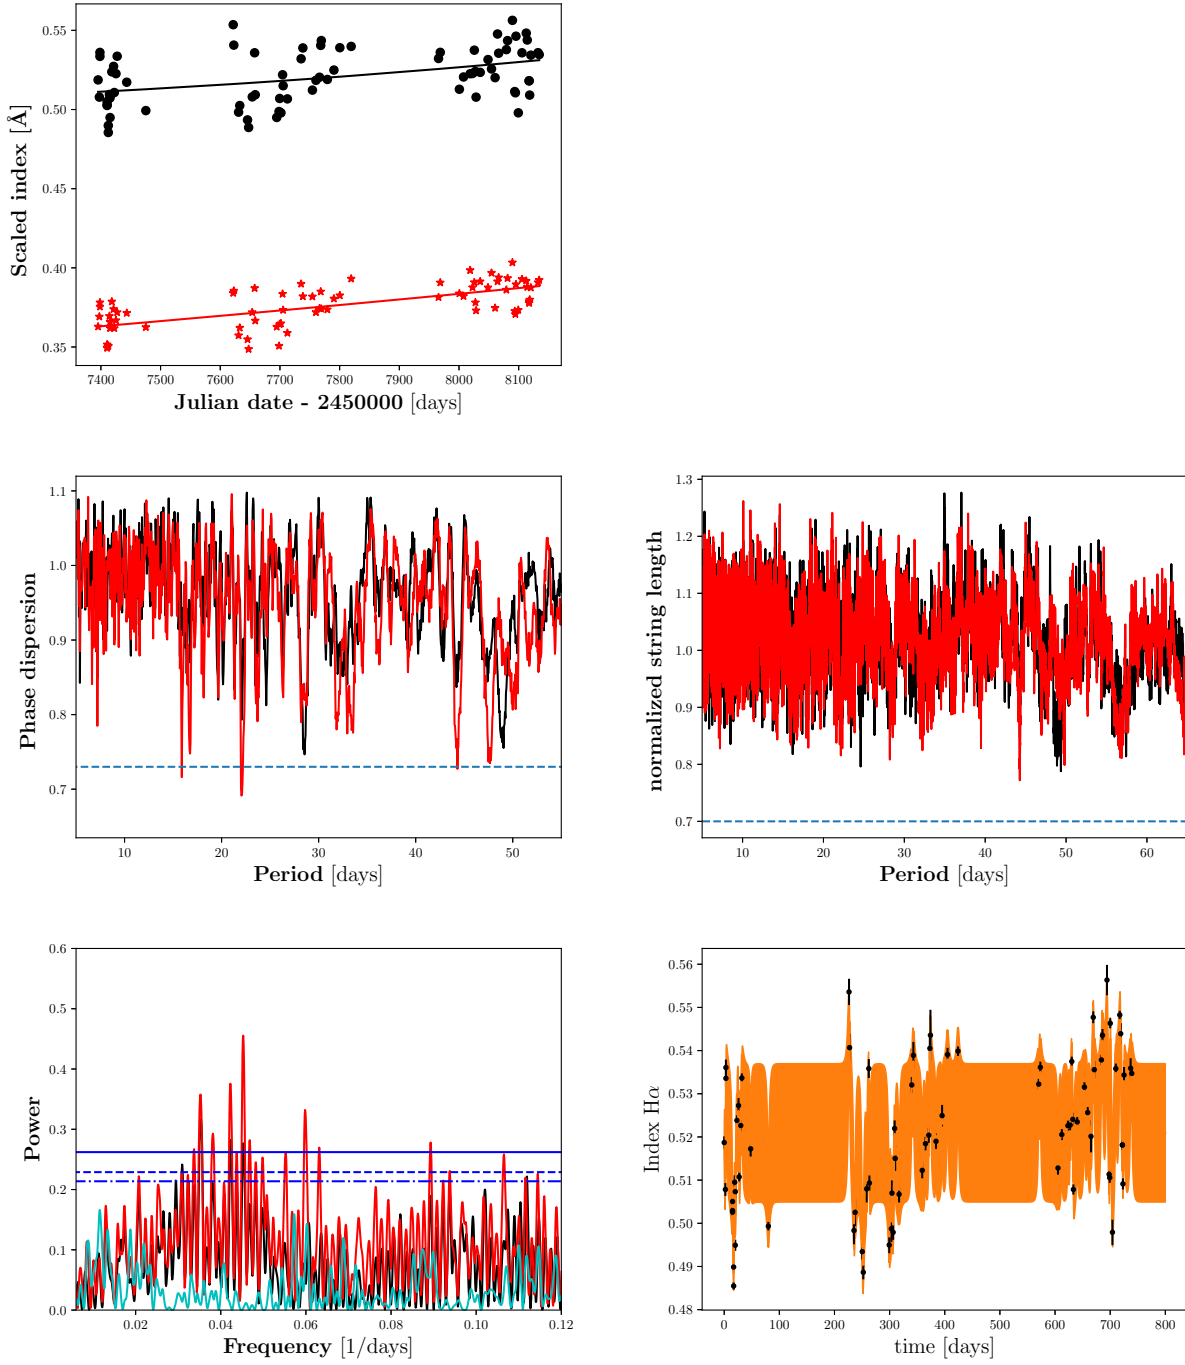 0.55
0.50
0.45
0.40
0.35
Scaled index [Å]
7400 7500 7600 7700 7800 7900 8000 8100
Julian date - 2450000 [days]
1.1
1.0
0.9
0.8
0.7
Phase dispersion
10 20 30 40 50
Period [days]
1.3
1.2
1.1
1.0
0.9
0.8
0.7
normalized string length
10 20 30 40 50 60
Period [days]
0.6
0.5
0.4
0.3
0.2
0.1
0.0
Power
0.02 0.04 0.06 0.08 0.10 0.12
Frequency [1/days]
0.56
0.55
0.54
0.53
0.52
0.51
0.50
0.49
0.48
Index Hα
0 100 200 300 400 500 600 700 800
time [days]